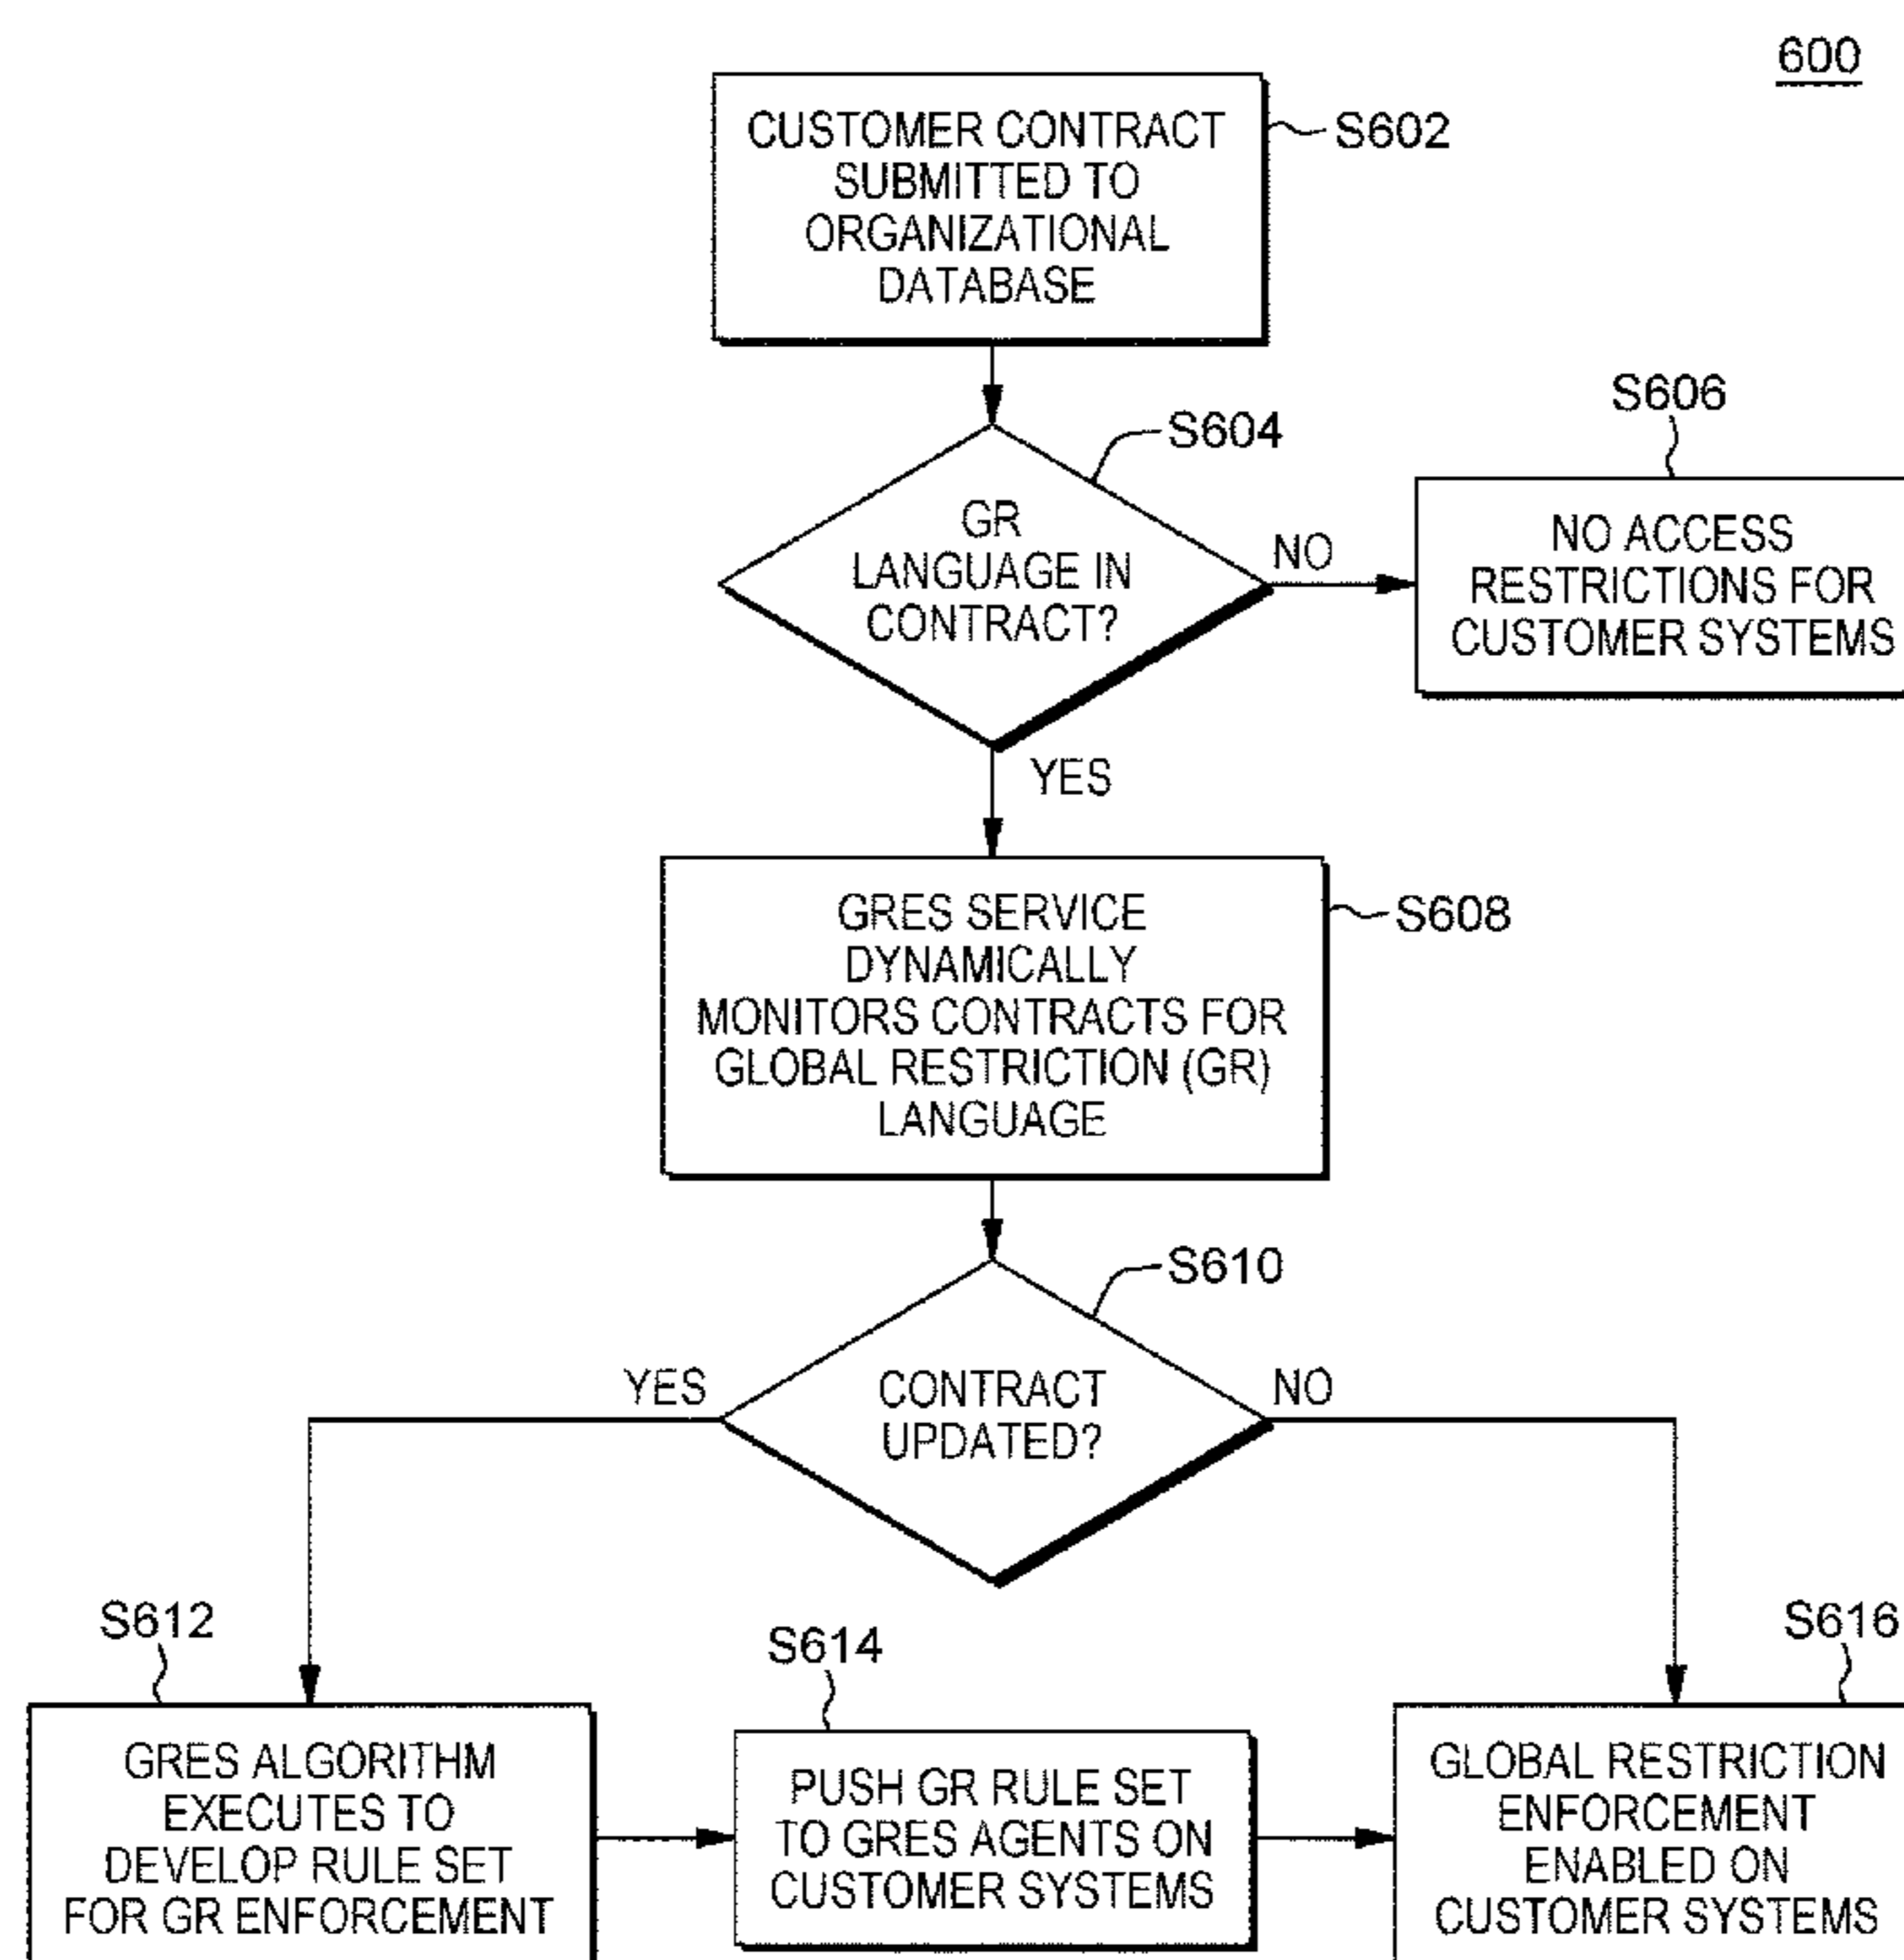 600
CUSTOMER CONTRACT
SUBMITTED TO
ORGANIZATIONAL
DATABASE
S602
S604
GR
LANGUAGE IN
CONTRACT?
NO
S606
NO ACCESS
RESTRICTIONS FOR
CUSTOMER SYSTEMS
YES
GRES SERVICE
DYNAMICALLY
MONITORS CONTRACTS FOR
GLOBAL RESTRICTION (GR)
LANGUAGE
S608
S610
CONTRACT
UPDATED?
YES
NO
S612
GRES ALGORITHM
EXECUTES TO
DEVELOP RULE SET
FOR GR ENFORCEMENT
S614
PUSH GR RULE SET
TO GRES AGENTS ON
CUSTOMER SYSTEMS
S616
GLOBAL RESTRICTION
ENFORCEMENT
ENABLED ON
CUSTOMER SYSTEMS